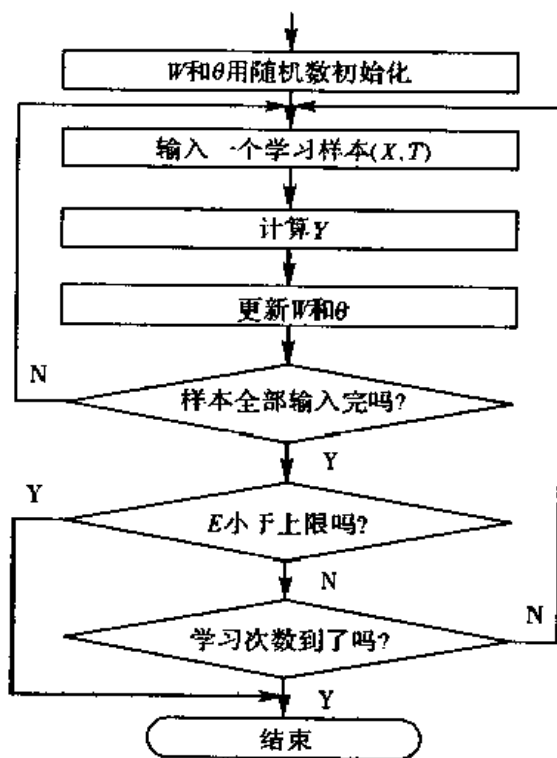 W和θ用随机数初始化
输入一个学习样本(X,T)
计算Y
更新W和θ
N
样本全部输入完吗?
Y
Y
E小于上限吗?
N
N
学习次数到了吗?
Y
结束